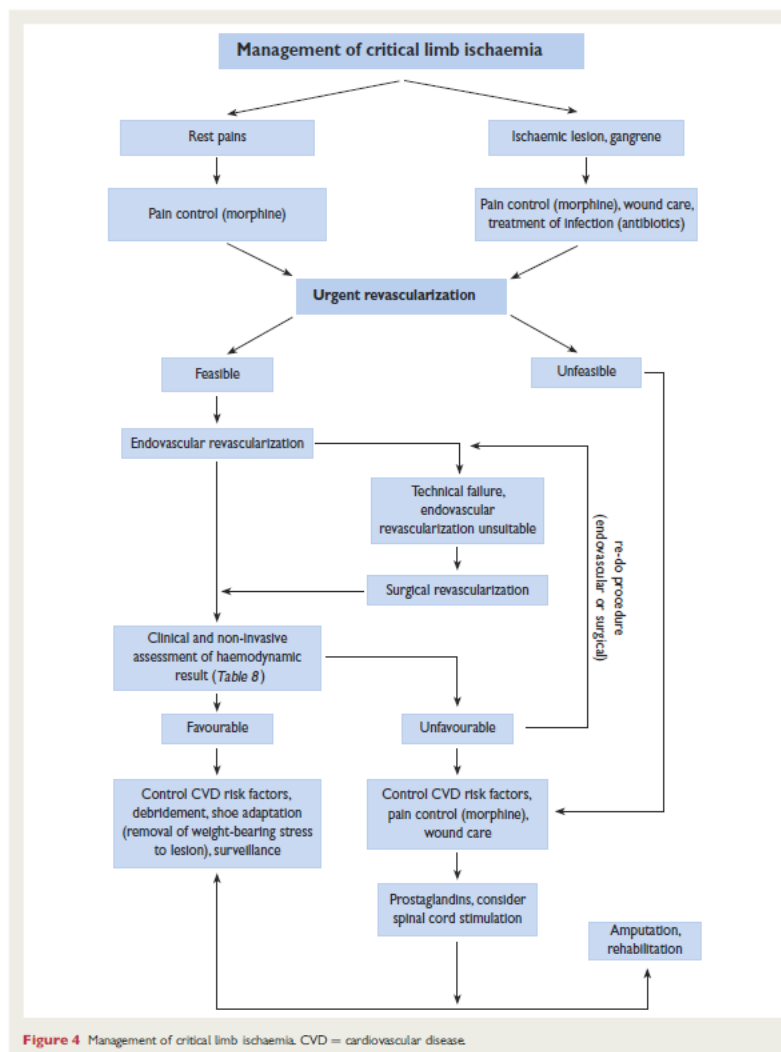 Management of critical limb ischaemia
Rest pains
Ischaemic lesion, gangrene
Pain control (morphine)
Pain control (morphine), wound care,
treatment of infection (antibiotics)
Urgent revascularization
Feasible
Unfeasible
Endovascular revascularization
Technical failure,
endovascular
revascularization unsuitable
re-do procedure
(endovascular or surgical)
Surgical revascularization
Clinical and non-invasive
assessment of haemodynamic
result (Table 8)
Favourable
Unfavourable
Control CVD risk factors,
debridement, shoe adaptation
(removal of weight-bearing stress
to lesion), surveillance
Control CVD risk factors,
pain control (morphine),
wound care
Prostaglandins, consider
spinal cord stimulation
Amputation,
rehabilitation
Figure 4 Management of critical limb ischaemia. CVD = cardiovascular disease.